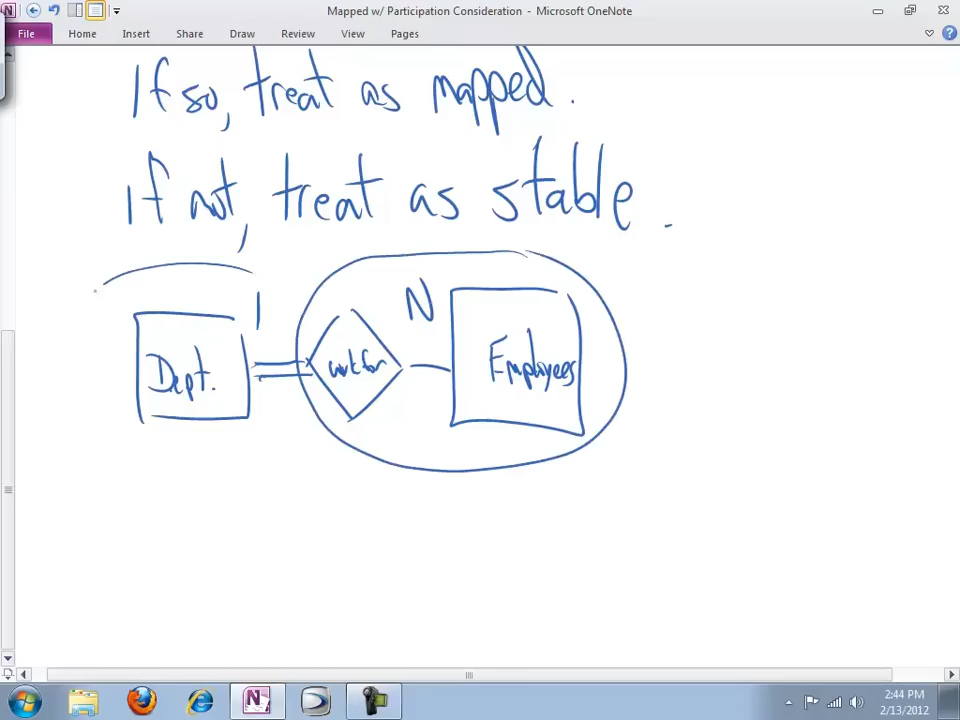 Mapped w/ Participation Consideration - Microsoft OneNote
File Home Insert Share Draw Review View Pages
If so, treat as mapped.
If not, treat as stable.
1 N
Dept. work for Employees
2:44 PM
2/13/2012